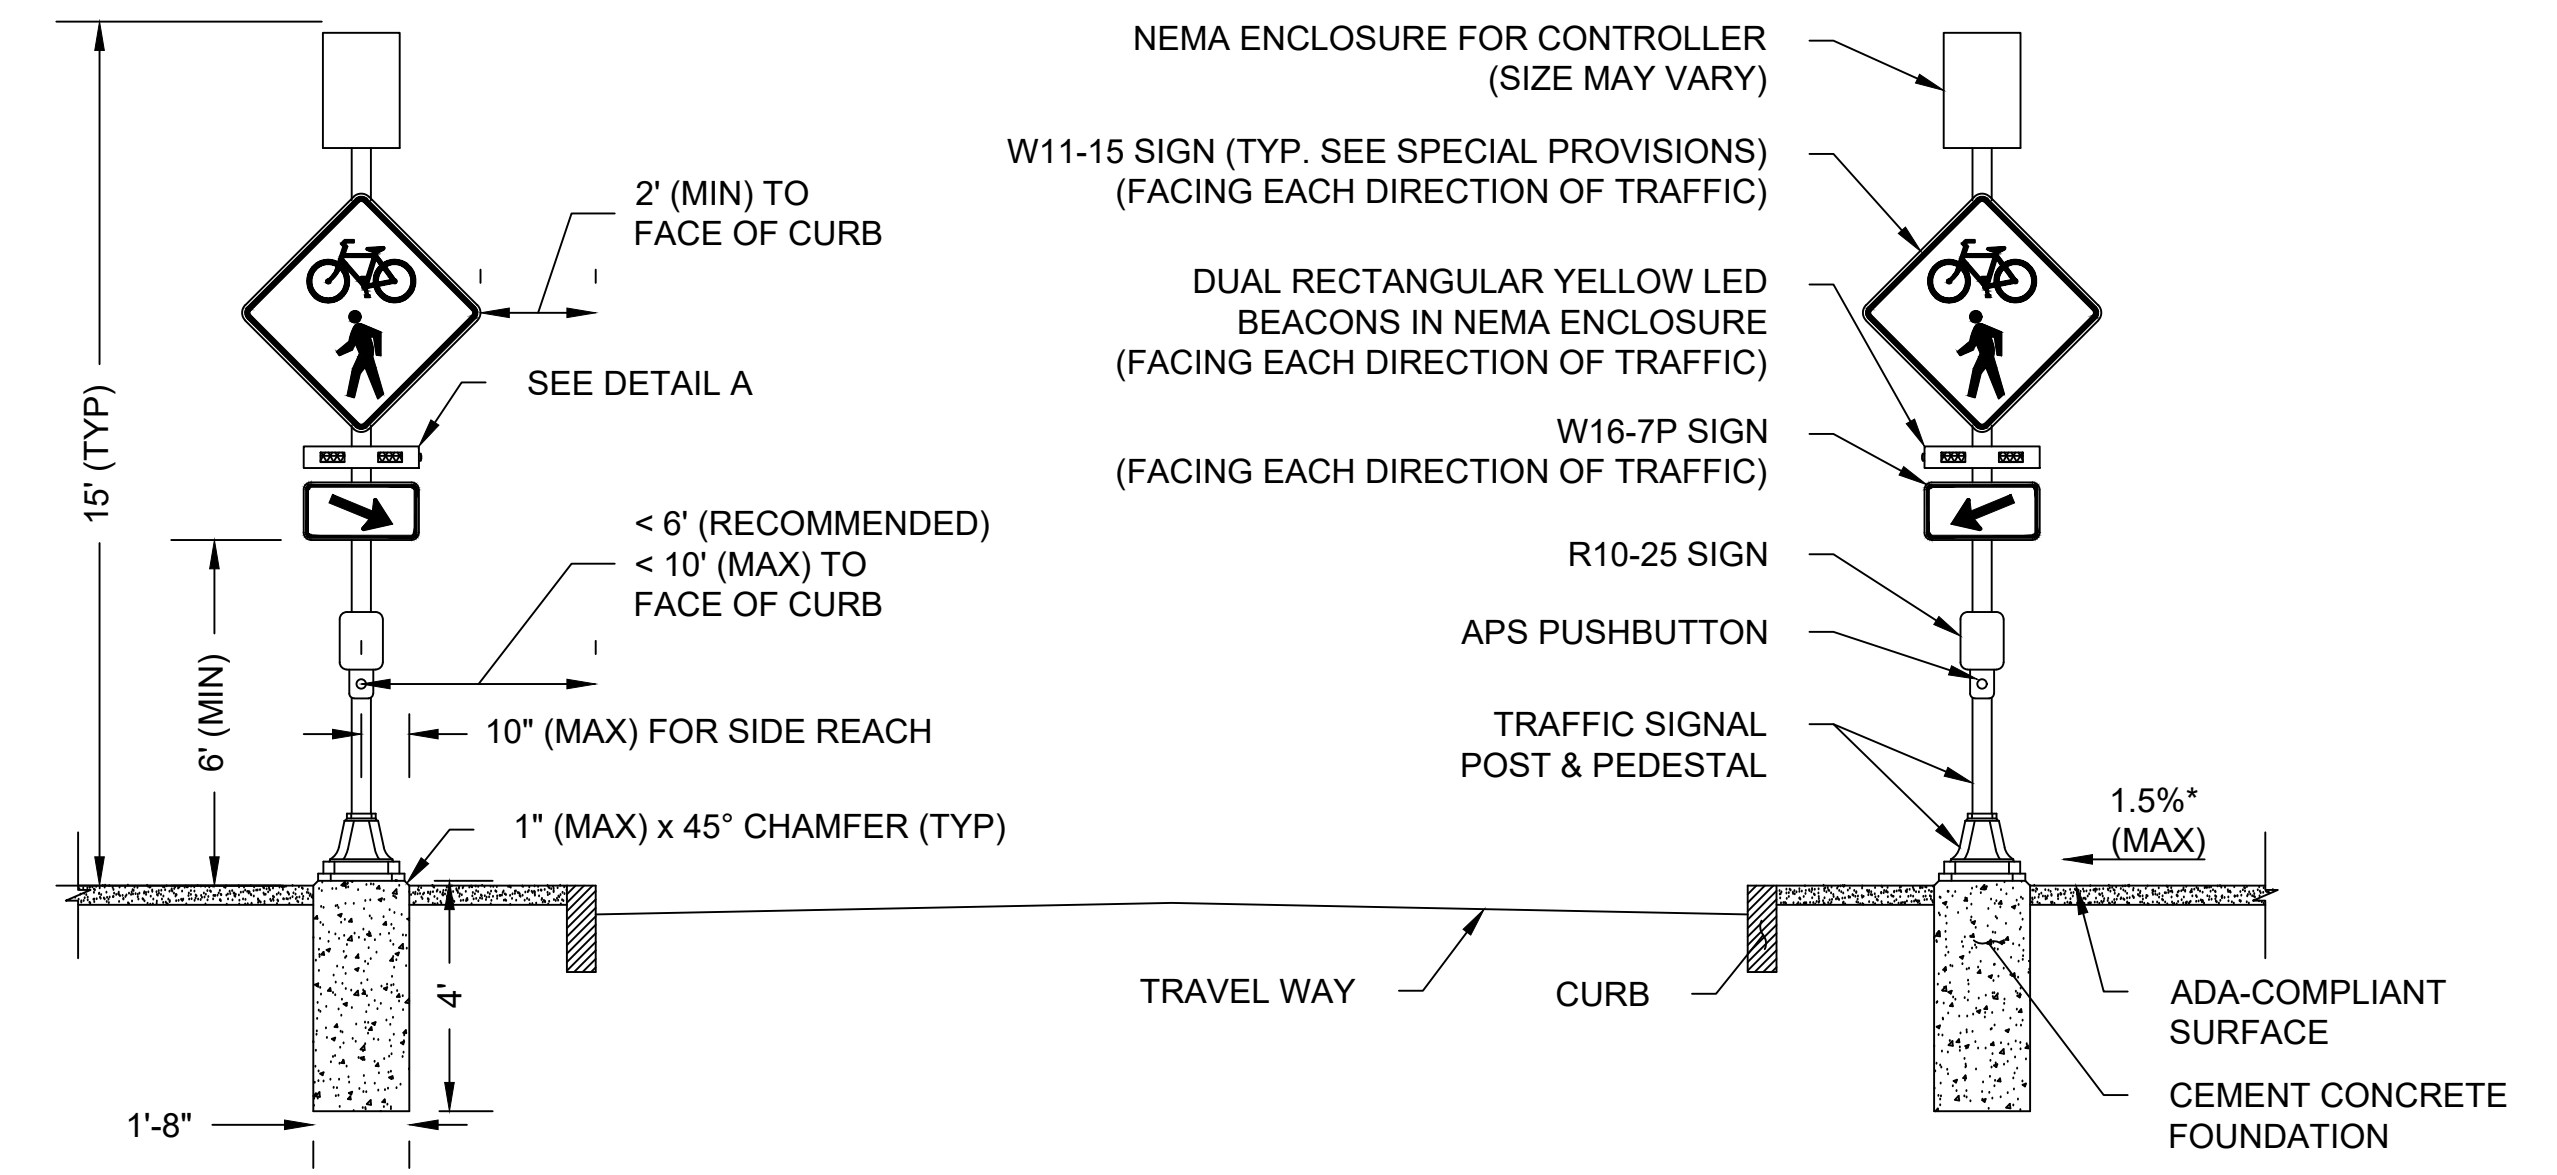 15' (TYP)
6' (MIN)
2' (MIN) TO
FACE OF CURB
SEE DETAIL A
< 6' (RECOMMENDED)
< 10' (MAX) TO
FACE OF CURB
10" (MAX) FOR SIDE REACH
1" (MAX) x 45° CHAMFER (TYP)
4'
1'-8"
NEMA ENCLOSURE FOR CONTROLLER
(SIZE MAY VARY)
W11-15 SIGN (TYP. SEE SPECIAL PROVISIONS)
(FACING EACH DIRECTION OF TRAFFIC)
DUAL RECTANGULAR YELLOW LED
BEACONS IN NEMA ENCLOSURE
(FACING EACH DIRECTION OF TRAFFIC)
W16-7P SIGN
(FACING EACH DIRECTION OF TRAFFIC)
R10-25 SIGN
APS PUSHBUTTON
TRAFFIC SIGNAL
POST & PEDESTAL
1.5%*
(MAX)
TRAVEL WAY
CURB
ADA-COMPLIANT
SURFACE
CEMENT CONCRETE
FOUNDATION